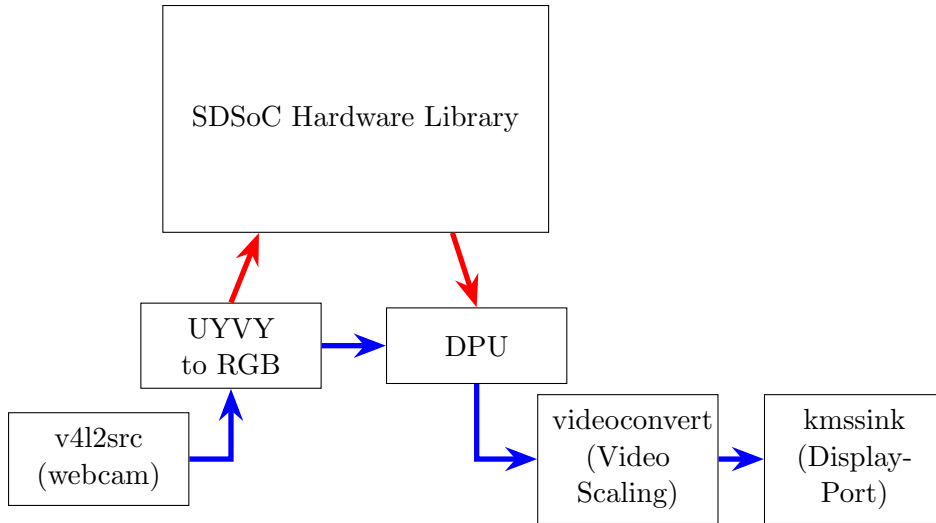 SDSoC Hardware Library
UYVY
to RGB
DPU
v4l2src
(webcam)
videoconvert
(Video
Scaling)
kmssink
(Display-
Port)